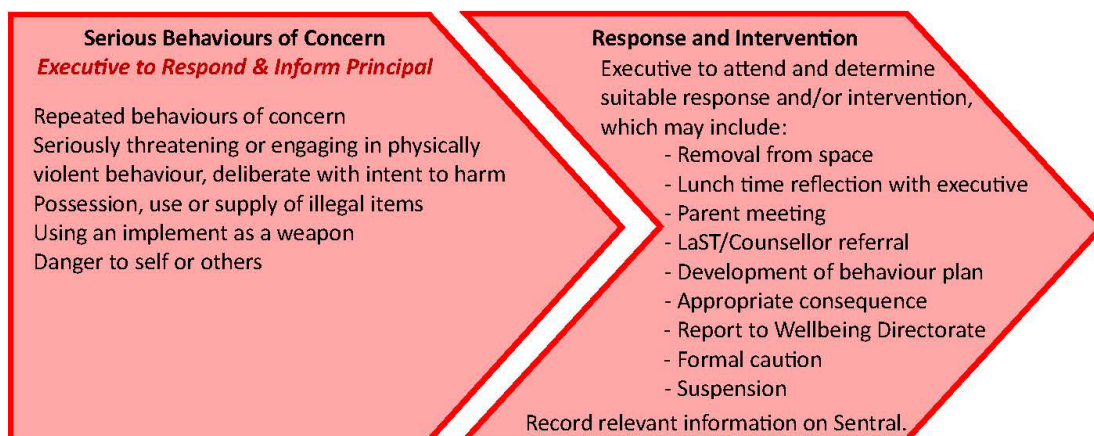 Serious Behaviours of Concern
Executive to Respond & Inform Principal
Repeated behaviours of concern
Seriously threatening or engaging in physically
violent behaviour, deliberate with intent to harm
Possession, use or supply of illegal items
Using an implement as a weapon
Danger to self or others
Response and Intervention
Executive to attend and determine
suitable response and/or intervention,
which may include:
- Removal from space
- Lunch time reflection with executive
- Parent meeting
- LaST/Counsellor referral
- Development of behaviour plan
- Appropriate consequence
- Report to Wellbeing Directorate
- Formal caution
- Suspension
Record relevant information on Sentral.